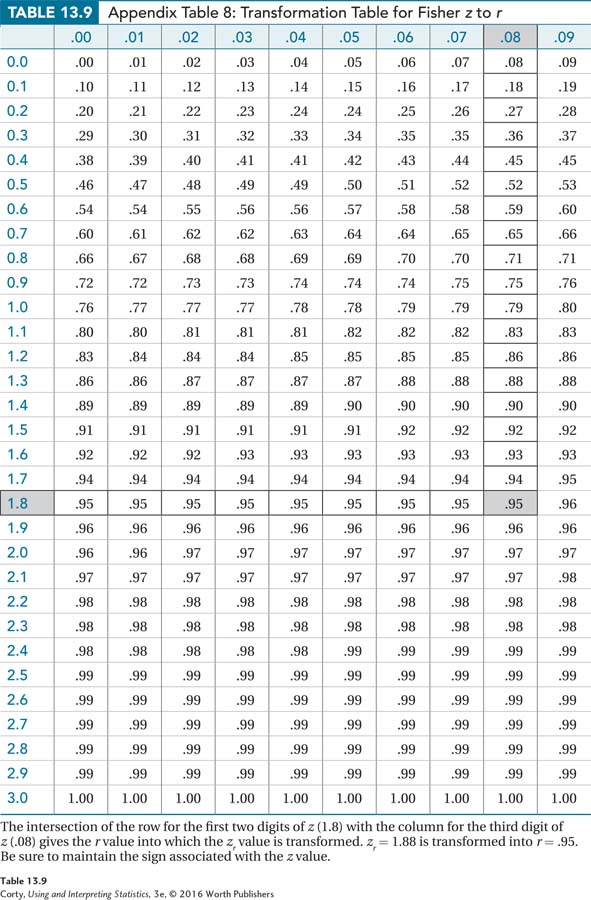 TABLE 13.9 Appendix Table 8: Transformation Table for Fisher z to r
.00 .01 .02 .03 .04 .05 .06 .07 .08 .09
0.0 .00 .01 .02 .03 .04 .05 .06 .07 .08 .09
0.1 .10 .11 .12 .13 .14 .15 .16 .17 .18 .19
0.2 .20 .21 .22 .23 .24 .24 .25 .26 .27 .28
0.3 .29 .30 .31 .32 .33 .34 .35 .35 .36 .37
0.4 .38 .39 .40 .41 .41 .42 .43 .44 .45 .45
0.5 .46 .47 .48 .49 .49 .50 .51 .52 .52 .53
0.6 .54 .54 .55 .56 .56 .57 .58 .58 .59 .60
0.7 .60 .61 .62 .62 .63 .64 .64 .65 .65 .66
0.8 .66 .67 .68 .68 .69 .69 .70 .70 .71 .71
0.9 .72 .72 .73 .73 .74 .74 .74 .75 .75 .76
1.0 .76 .77 .77 .77 .78 .78 .79 .79 .79 .80
1.1 .80 .80 .81 .81 .81 .82 .82 .82 .83 .83
1.2 .83 .84 .84 .84 .85 .85 .85 .85 .86 .86
1.3 .86 .86 .87 .87 .87 .87 .88 .88 .88 .88
1.4 .89 .89 .89 .89 .89 .90 .90 .90 .90 .90
1.5 .91 .91 .91 .91 .91 .91 .92 .92 .92 .92
1.6 .92 .92 .92 .93 .93 .93 .93 .93 .93 .93
1.7 .94 .94 .94 .94 .94 .94 .94 .94 .94 .95
1.8 .95 .95 .95 .95 .95 .95 .95 .95 .95 .96
1.9 .96 .96 .96 .96 .96 .96 .96 .96 .96 .96
2.0 .96 .96 .97 .97 .97 .97 .97 .97 .97 .97
2.1 .97 .97 .97 .97 .97 .97 .97 .97 .97 .98
2.2 .98 .98 .98 .98 .98 .98 .98 .98 .98 .98
2.3 .98 .98 .98 .98 .98 .98 .98 .98 .98 .98
2.4 .98 .98 .98 .98 .98 .99 .99 .99 .99 .99
2.5 .99 .99 .99 .99 .99 .99 .99 .99 .99 .99
2.6 .99 .99 .99 .99 .99 .99 .99 .99 .99 .99
2.7 .99 .99 .99 .99 .99 .99 .99 .99 .99 .99
2.8 .99 .99 .99 .99 .99 .99 .99 .99 .99 .99
2.9 .99 .99 .99 .99 .99 .99 .99 .99 .99 .99
3.0 1.00 1.00 1.00 1.00 1.00 1.00 1.00 1.00 1.00 1.00
The intersection of the row for the first two digits of z (1.8) with the column for the third digit of
z (.08) gives the r value into which the zr value is transformed. zr = 1.88 is transformed into r = .95.
Be sure to maintain the sign associated with the z value.
Table 13.9
Corty, Using and Interpreting Statistics, 3e, © 2016 Worth Publishers